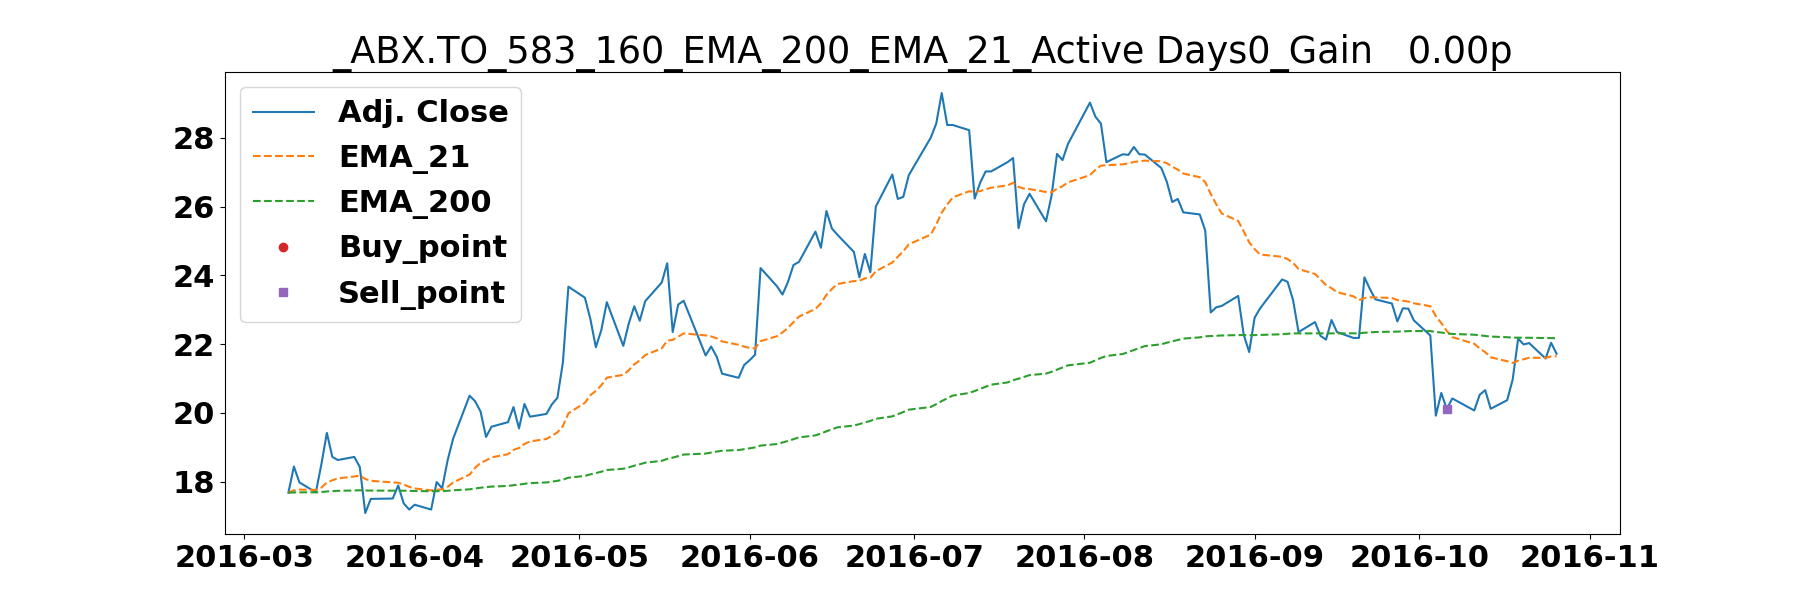 _ABX.TO_583_160_EMA_200_EMA_21_Active Days0_Gain   0.00p
Adj. Close
EMA_21
EMA_200
Buy_point
Sell_point
28
26
24
22
20
18
2016-03 2016-04 2016-05 2016-06 2016-07 2016-08 2016-09 2016-10 2016-11